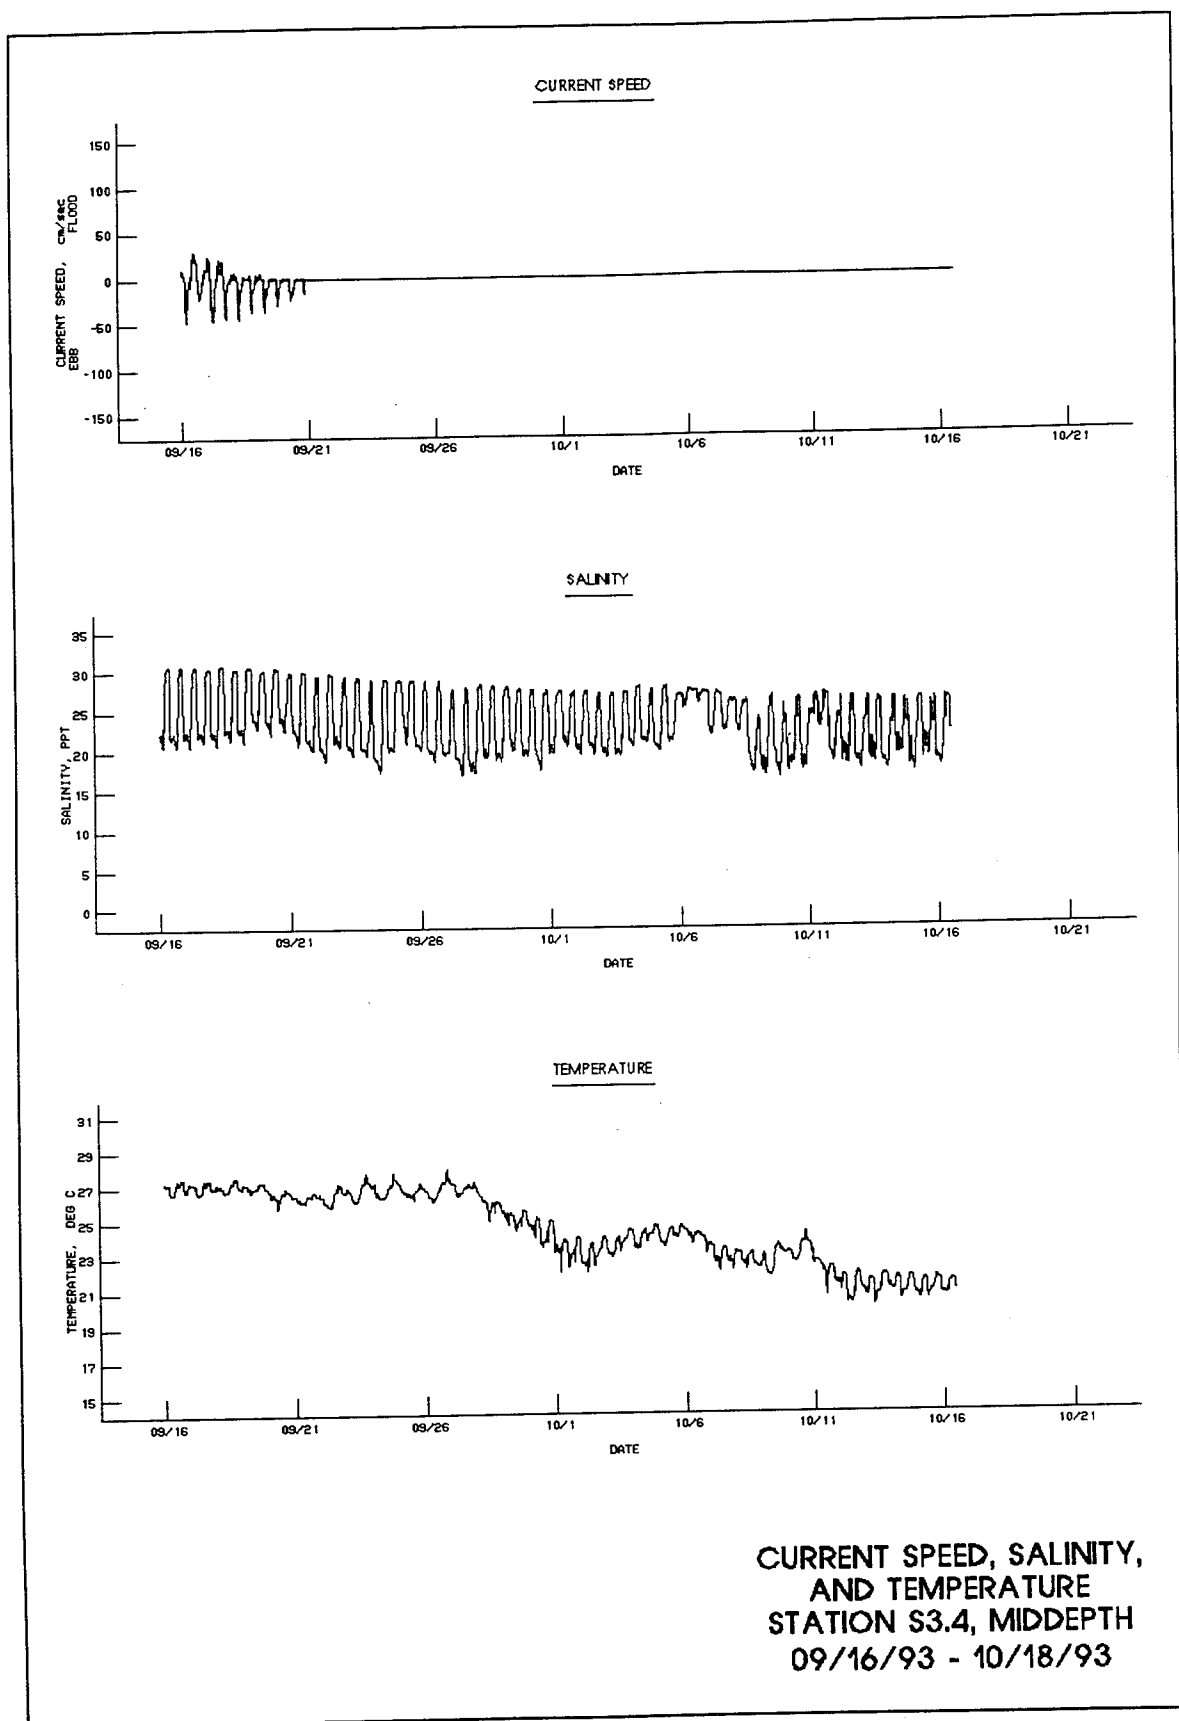 CURRENT SPEED
150
100
50
0
-50
-100
-150
CURRENT SPEED, cm/sec
EBB FLOOD
09/16 09/21 09/26 10/1 10/6 10/11 10/16 10/21
DATE
SALINITY
35
30
25
20
15
10
5
0
SALINITY, PPT
09/16 09/21 09/26 10/1 10/6 10/11 10/16 10/21
DATE
TEMPERATURE
31
29
27
25
23
21
19
17
15
TEMPERATURE, DEG C
09/16 09/21 09/26 10/1 10/6 10/11 10/16 10/21
DATE
CURRENT SPEED, SALINITY,
AND TEMPERATURE
STATION S3.4, MIDDEPTH
09/16/93 - 10/18/93